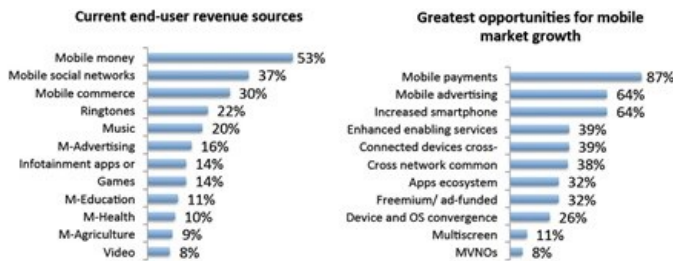 Current end-user revenue sources
Mobile money 53%
Mobile social networks 37%
Mobile commerce 30%
Ringtones 22%
Music 20%
M-Advertising 16%
Infotainment apps or 14%
Games 14%
M-Education 11%
M-Health 10%
M-Agriculture 9%
Video 8%
Greatest opportunities for mobile
market growth
Mobile payments 87%
Mobile advertising 64%
Increased smartphone 64%
Enhanced enabling services 39%
Connected devices cross- 39%
Cross network common 38%
Apps ecosystem 32%
Freemium/ ad-funded 32%
Device and OS convergence 26%
Multiscreen 11%
MVNOs 8%